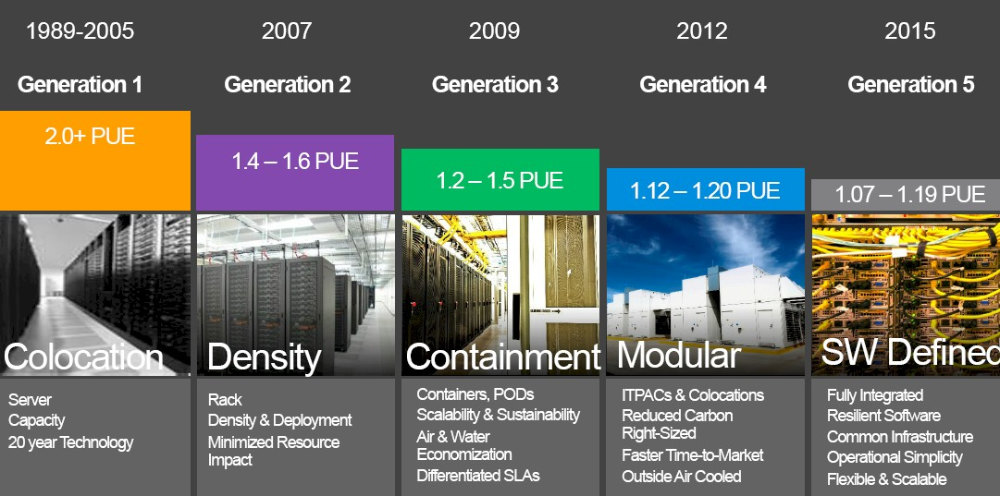 1989-2005
Generation 1
2.0+ PUE
Colocation
Server
Capacity
20 year Technology
2007
Generation 2
1.4 – 1.6 PUE
Density
Rack
Density & Deployment
Minimized Resource
Impact
2009
Generation 3
1.2 – 1.5 PUE
Containment
Containers, PODs
Scalability & Sustainability
Air & Water
Economization
Differentiated SLAs
2012
Generation 4
1.12 – 1.20 PUE
Modular
ITPACs & Colocations
Reduced Carbon
Right-Sized
Faster Time-to-Market
Outside Air Cooled
2015
Generation 5
1.07 – 1.19 PUE
SW Defined
Fully Integrated
Resilient Software
Common Infrastructure
Operational Simplicity
Flexible & Scalable